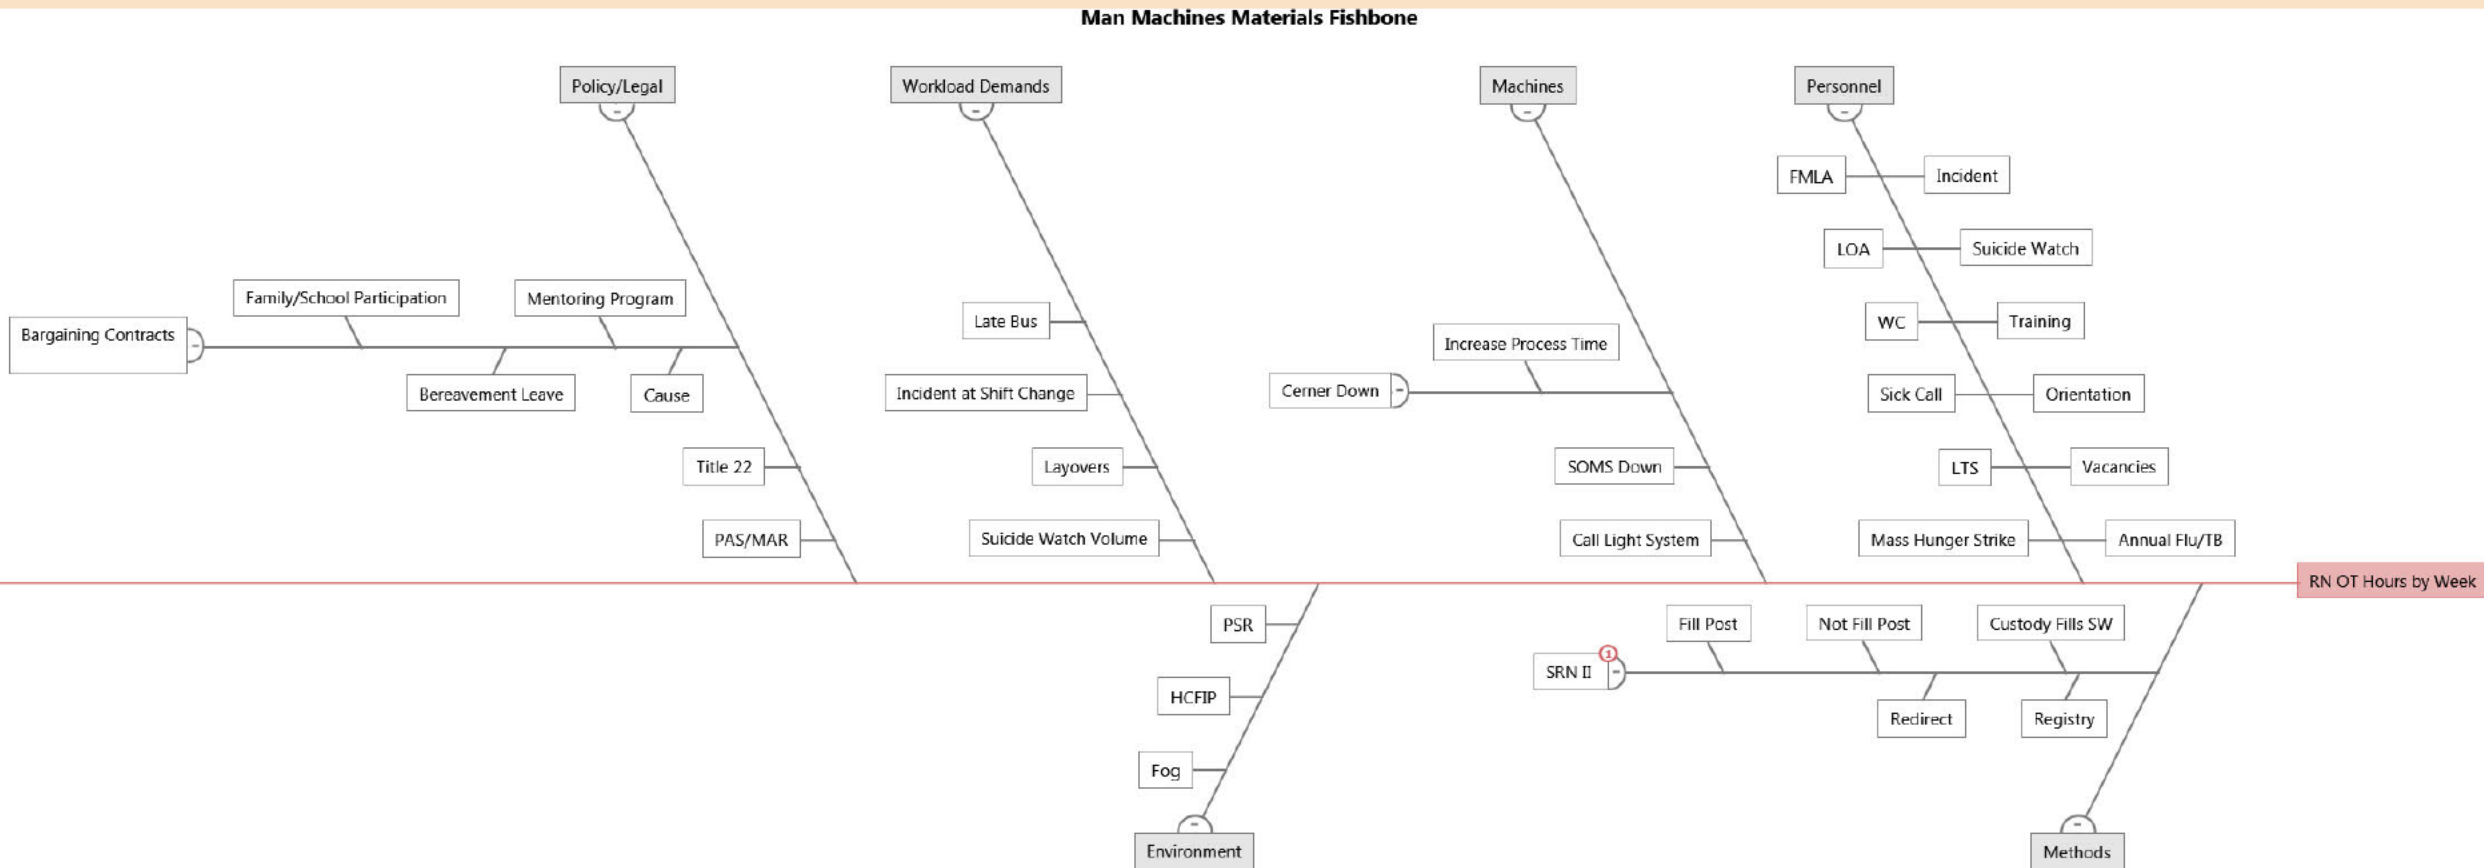 Man Machines Materials Fishbone
Policy/Legal
Workload Demands
Machines
Personnel
FMLA
Incident
LOA
Suicide Watch
Family/School Participation
Mentoring Program
Late Bus
WC
Training
Bargaining Contracts
Increase Process Time
Bereavement Leave
Cause
Incident at Shift Change
Cerner Down
Sick Call
Orientation
Title 22
Layovers
SOMS Down
LTS
Vacancies
PAS/MAR
Suicide Watch Volume
Call Light System
Mass Hunger Strike
Annual Flu/TB
RN OT Hours by Week
PSR
Fill Post
Not Fill Post
Custody Fills SW
1
SRN II
HCFIP
Redirect
Registry
Fog
Environment
Methods